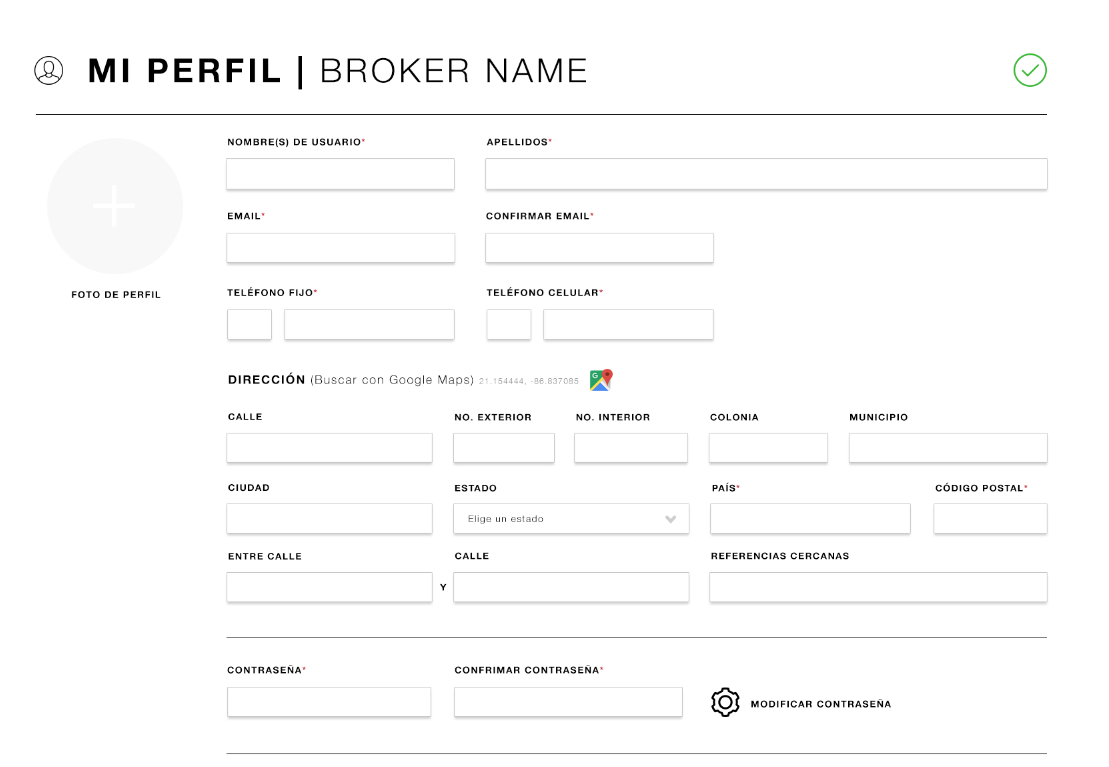 MI PERFIL | BROKER NAME
NOMBRE(S) DE USUARIO* APELLIDOS*
EMAIL* CONFIRMAR EMAIL*
FOTO DE PERFIL
TELÉFONO FIJO* TELÉFONO CELULAR*
DIRECCIÓN (Buscar con Google Maps) 21.154444, -86.837085 G
CALLE NO. EXTERIOR NO. INTERIOR COLONIA MUNICIPIO
CIUDAD ESTADO PAÍS* CÓDIGO POSTAL*
Elige un estado
ENTRE CALLE CALLE REFERENCIAS CERCANAS
Y
CONTRASEÑA* CONFRIMAR CONTRASEÑA*
MODIFICAR CONTRASEÑA